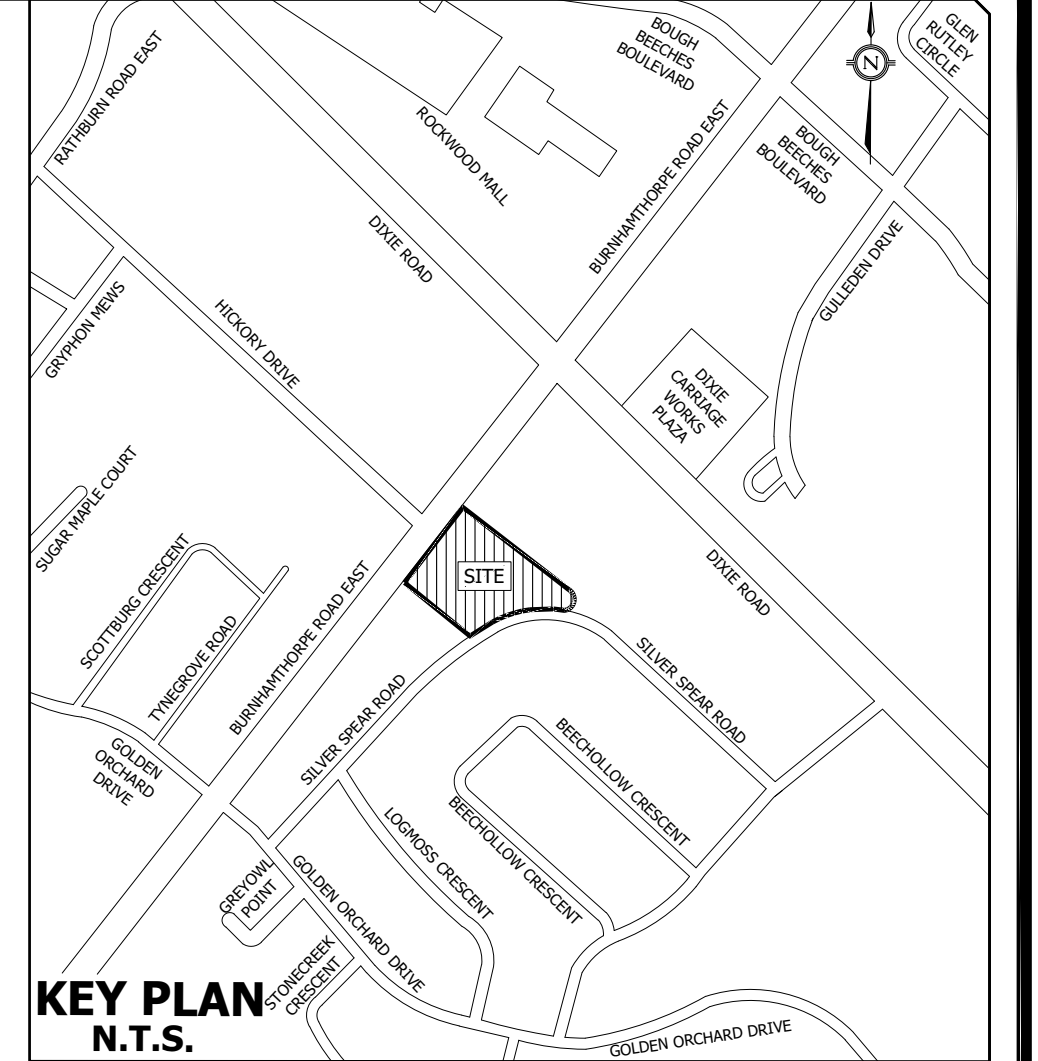 GLEN
RUTLEY
CIRCLE
BOUGH
BEECHES
BOULEVARD
N
RATHBURN ROAD EAST
ROCKWOOD MALL
BURNHAMTHORPE ROAD EAST
BOUGH
BEECHES
BOULEVARD
DIXIE ROAD
GULLEDEN DRIVE
GRYPHON MEWS
HICKORY DRIVE
DIXIE
CARRIAGE
WORKS
PLAZA
SUGAR MAPLE COURT
SCOTTBURG CRESCENT
SITE
DIXIE ROAD
TYNEGROVE ROAD
BURNHAMTHORPE ROAD EAST
SILVER SPEAR ROAD
SILVER SPEAR ROAD
GOLDEN
ORCHARD
DRIVE
BEECHOLLOW CRESCENT
BEECHOLLOW CRESCENT
LOGMOSS CRESCENT
GREYOWL
POINT
GOLDEN ORCHARD DRIVE
STONECREEK
CRESCENT
KEY PLAN
N.T.S.
GOLDEN ORCHARD DRIVE